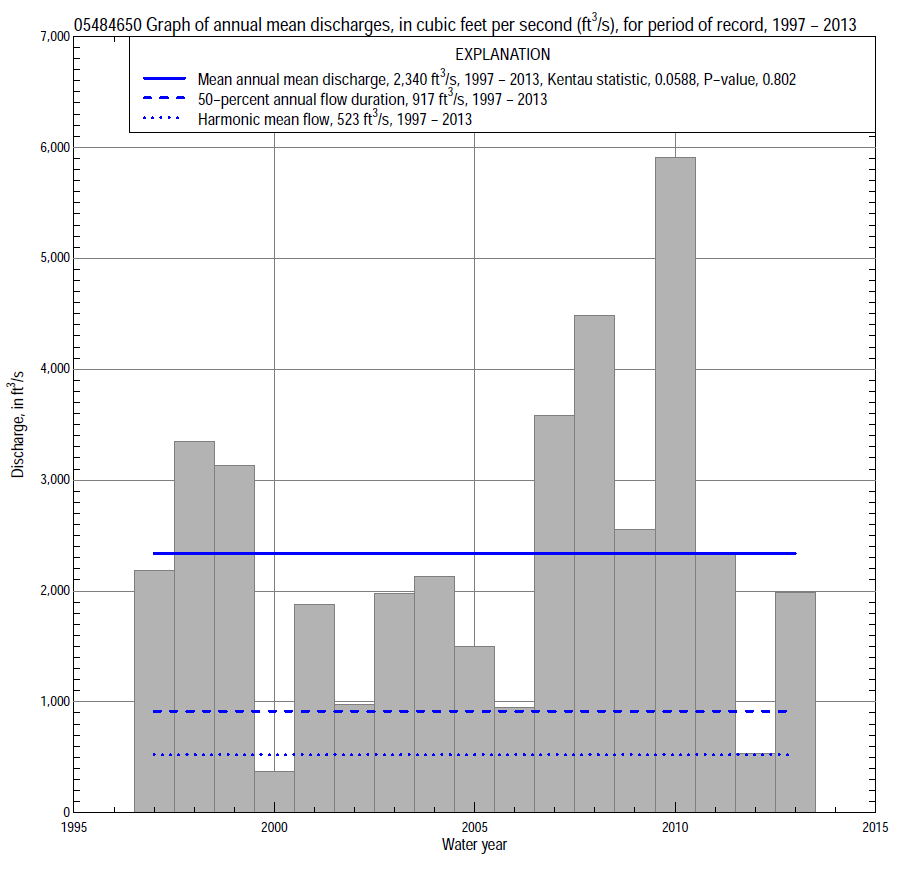 05484650 Graph of annual mean discharges, in cubic feet per second (ft³/s), for period of record, 1997 – 2013
EXPLANATION
Mean annual mean discharge, 2,340 ft³/s, 1997 – 2013, Kentau statistic, 0.0588, P–value, 0.802
50–percent annual flow duration, 917 ft³/s, 1997 – 2013
Harmonic mean flow, 523 ft³/s, 1997 – 2013
7,000
6,000
5,000
4,000
3,000
2,000
1,000
0
Discharge, in ft³/s
1995 2000 2005 2010 2015
Water year